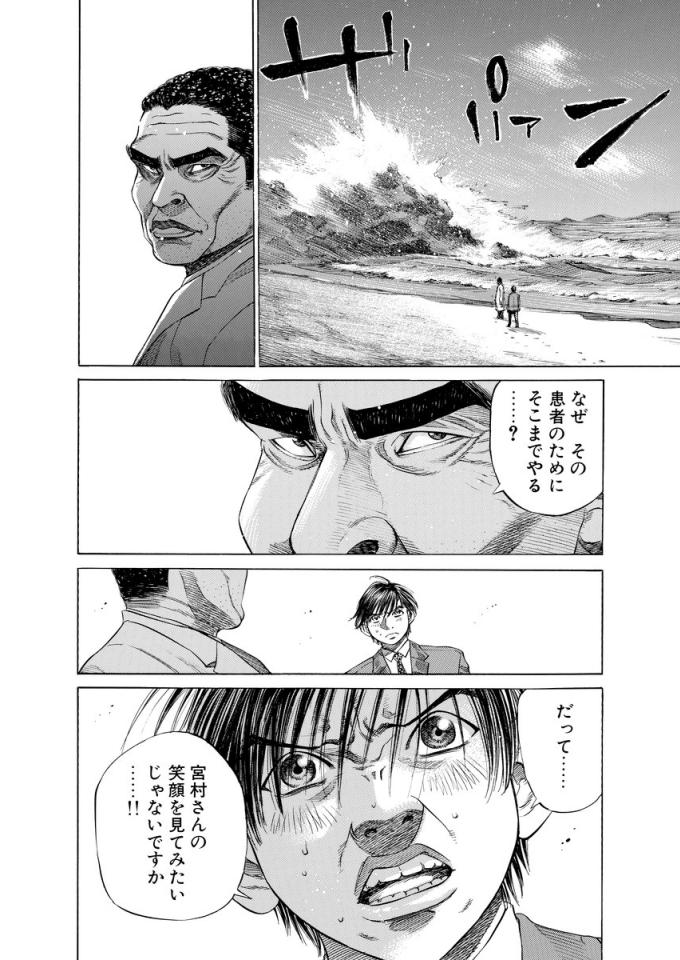 ザ
パァン
なぜ その
患者のために
そこまでやる
……?
だって……
宮村さんの
笑顔を見てみたい
じゃないですか
……!!